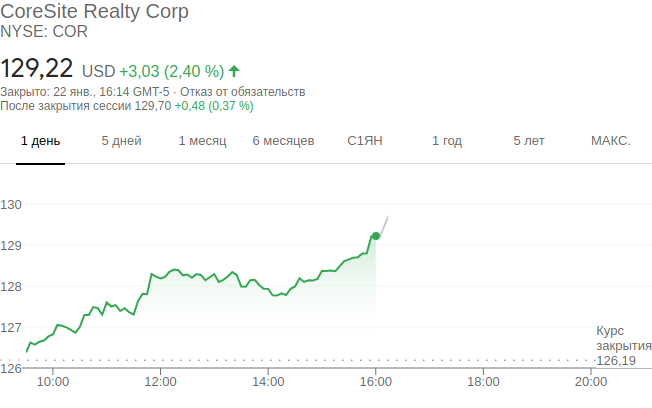 CoreSite Realty Corp
NYSE: COR
129,22 USD +3,03 (2,40 %)
Закрыто: 22 янв., 16:14 GMT-5 · Отказ от обязательств
После закрытия сессии 129,70 +0,48 (0,37 %)
1 день 5 дней 1 месяц 6 месяцев С1ЯН 1 год 5 лет МАКС.
130
129
128
127
Курс
закрытия
126,19
126
10:00 12:00 14:00 16:00 18:00 20:00